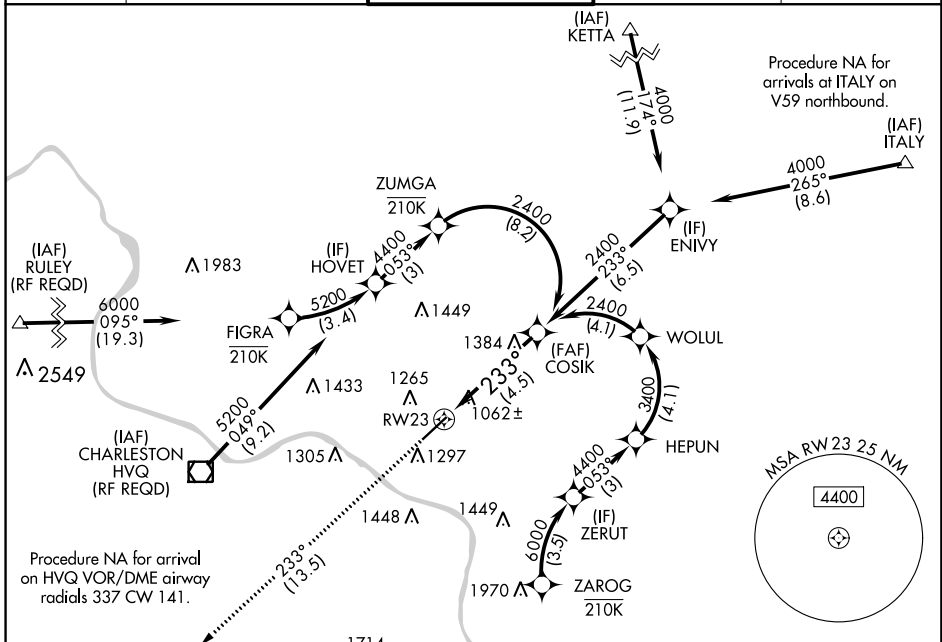 (IAF)
KETTA
4000
174°
(11.9)
Procedure NA for
arrivals at ITALY on
V59 northbound.
(IAF)
ITALY
4000
265°
(8.6)
ZUMGA
210K
2400
(8.2)
(IF)
ENIVY
2400
233°
(6.5)
(IAF)
RULEY
(RF REQD)
6000
095°
(19.3)
2549
1983
(IF)
HOVET
4400
053°
(3)
FIGRA
210K
5200
(3.4)
1449
1384
(FAF)
COSIK
2400
(4.1)
WOLUL
5200
049°
(9.2)
(IAF)
CHARLESTON
HVQ
(RF REQD)
1433
1265
233°
(4.5)
1062±
RW23
1305
1297
3400
(4.1)
HEPUN
4400
053°
(3)
(IF)
ZERUT
1448
1449
6000
(3.5)
1970
ZAROG
210K
233°
(13.5)
Procedure NA for arrival
on HVQ VOR/DME airway
radials 337 CW 141.
MSA RW 23 25 NM
4400
1714